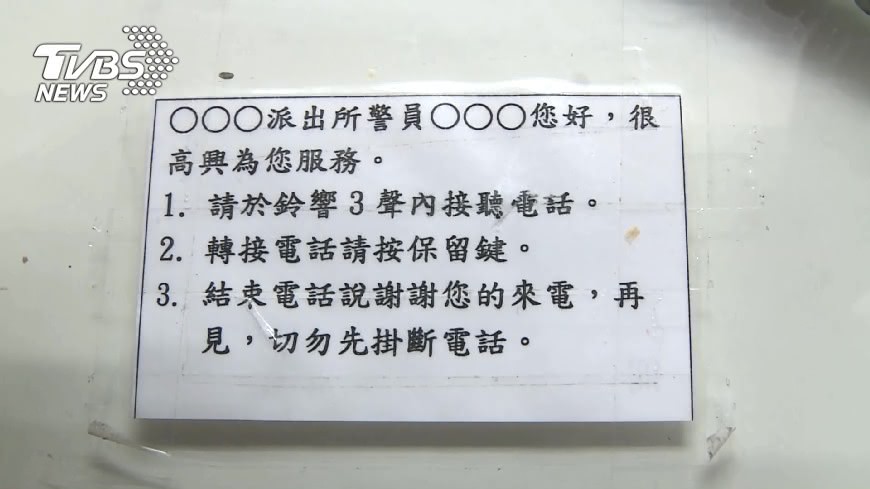 TVBS
NEWS
○○○派出所警員○○○您好，很
高興為您服務。
1. 請於鈴響3聲內接聽電話。
2. 轉接電話請按保留鍵。
3. 結束電話說謝謝您的來電，再
見，切勿先掛斷電話。